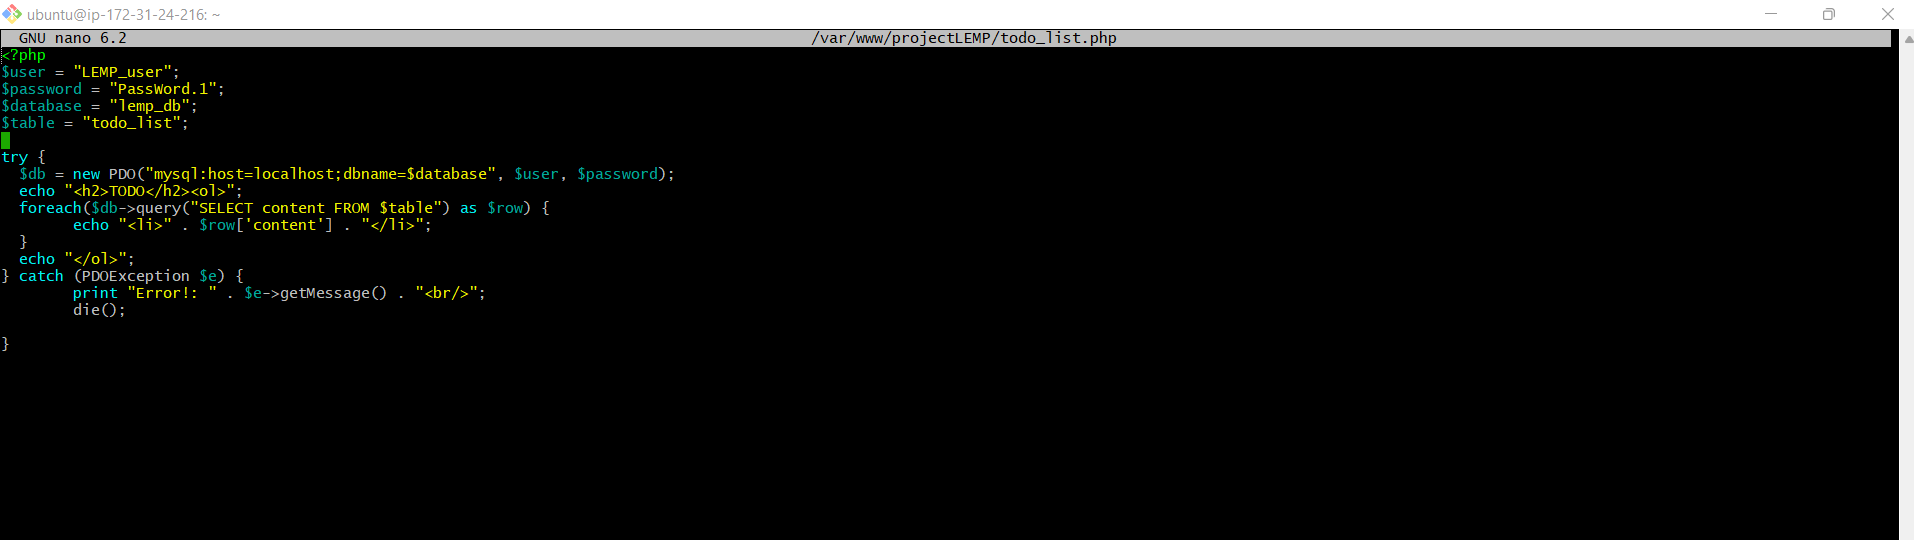 ubuntu@ip-172-31-24-216: ~
GNU nano 6.2 /var/www/projectLEMP/todo_list.php
<?php
$user = "LEMP_user";
$password = "PassWord.1";
$database = "lemp_db";
$table = "todo_list";
try {
  $db = new PDO("mysql:host=localhost;dbname=$database", $user, $password);
  echo "<h2>TODO</h2><ol>";
  foreach($db->query("SELECT content FROM $table") as $row) {
        echo "<li>" . $row['content'] . "</li>";
  }
  echo "</ol>";
} catch (PDOException $e) {
        print "Error!: " . $e->getMessage() . "<br/>";
        die();
}